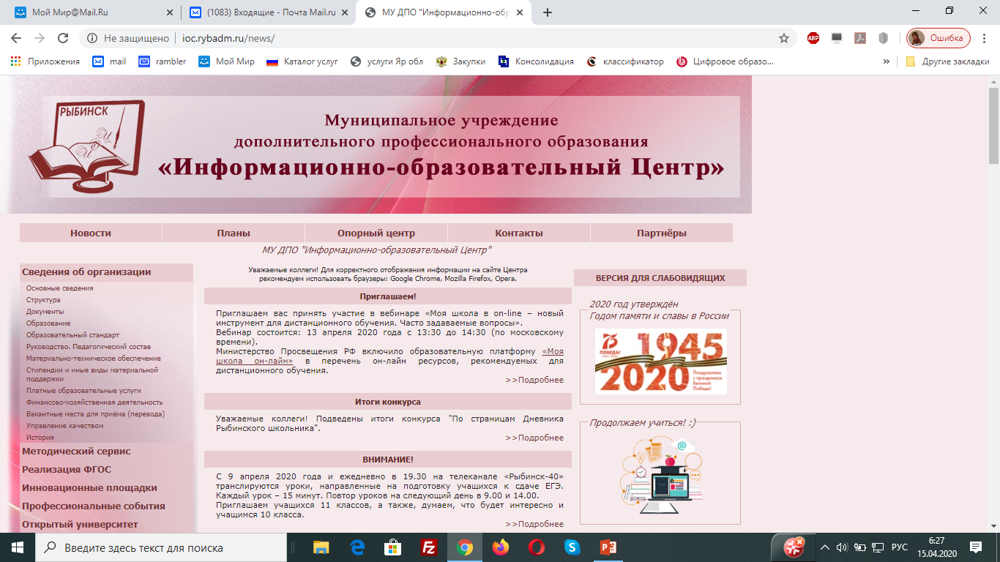 Мой Мир@Mail.Ru
(1083) Входящие - Почта Mail.ru
МУ ДПО "Информационно-обр
Не защищено
ioc.rybadm.ru/news/
ABP
Ошибка
Приложения
mail
rambler
Мой Мир
Каталог услуг
услуги Яр обл
Закупки
Консолидация
классификатор
Цифровое образо...
»
Другие закладки
РЫБИНСК
Муниципальное учреждение
дополнительного профессионального образования
«Информационно-образовательный Центр»
Новости
Планы
Опорный центр
Контакты
Партнёры
МУ ДПО "Информационно-образовательный Центр"
Сведения об организации
Основные сведения
Структура
Документы
Образование
Образовательный стандарт
Руководство. Педагогический состав
Материально-техническое обеспечение
Стипендии и иные виды материальной
поддержки
Платные образовательные услуги
Финансово-хозяйственная деятельность
Вакантные места для приёма (перевода)
Управление качеством
История
Методический сервис
Реализация ФГОС
Инновационные площадки
Профессиональные события
Открытый университет
Уважаемые коллеги! Для корректного отображения информации на сайте Центра
рекомендуем использовать браузеры: Google Chrome, Mozilla Firefox, Opera.
Приглашаем!
Приглашаем вас принять участие в вебинаре «Моя школа в on-line – новый
инструмент для дистанционного обучения. Часто задаваемые вопросы».
Вебинар состоится: 13 апреля 2020 года с 13:30 до 14:30 (по московскому
времени).
Министерство Просвещения РФ включило образовательную платформу «Моя
школа он-лайн» в перечень он-лайн ресурсов, рекомендуемых для
дистанционного обучения.
>>Подробнее
Итоги конкурса
Уважаемые коллеги! Подведены итоги конкурса "По страницам Дневника
Рыбинского школьника".
>>Подробнее
ВНИМАНИЕ!
С 9 апреля 2020 года и ежедневно в 19.30 на телеканале «Рыбинск-40»
транслируются уроки, направленные на подготовку учащихся к сдаче ЕГЭ.
Каждый урок – 15 минут. Повтор уроков на следующий день в 9.00 и 14.00.
Приглашаем учащихся 11 классов, а также, думаем, что будет интересно и
учащимся 10 класса.
>>Подробнее
ВЕРСИЯ ДЛЯ СЛАБОВИДЯЩИХ
2020 год утверждён
Годом памяти и славы в России
75
ПОБЕДА!
1945
2020
Поздравляем
с праздником
Великой
Победы!
Продолжаем учиться! :)
@
Введите здесь текст для поиска
РУС
6:27
15.04.2020